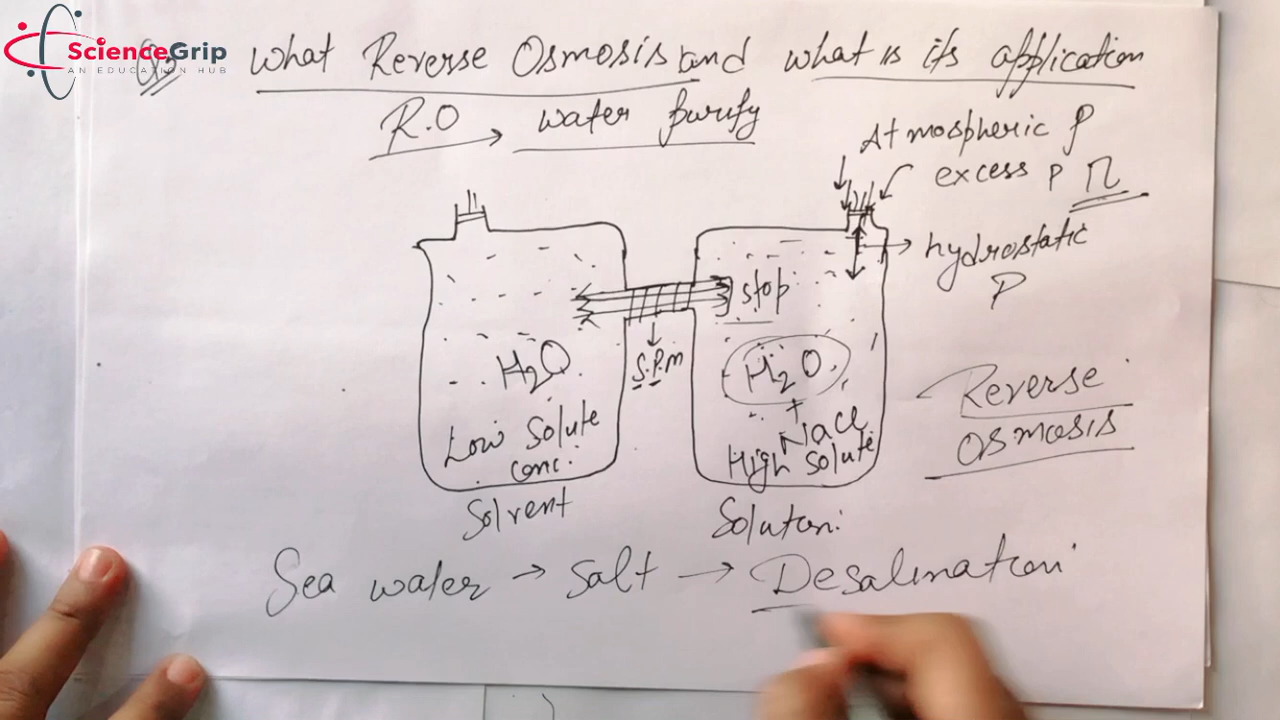 ScienceGrip
AN EDUCATION HUB
What Reverse Osmosis and what is its application
R.O → water purify
Atmospheric P
excess P π
hydrostatic
P
stop
S.P.M
H2O
H2O
+
NaCl
Low Solute
conc.
High Solute
Solvent
Solution:
Reverse
osmosis
Sea water → Salt → Desalination